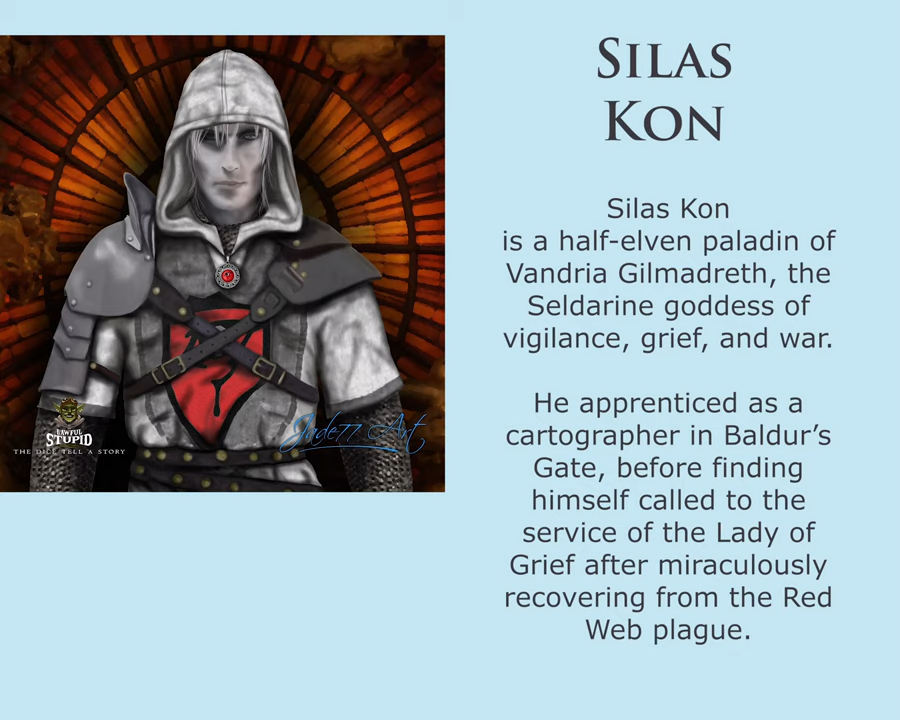 SILAS
KON
Silas Kon
is a half-elven paladin of
Vandria Gilmadreth, the
Seldarine goddess of
vigilance, grief, and war.
He apprenticed as a
cartographer in Baldur’s
Gate, before finding
himself called to the
service of the Lady of
Grief after miraculously
recovering from the Red
Web plague.
LAWFUL
STUPID
THE DICE TELL A STORY
Jade77 Art